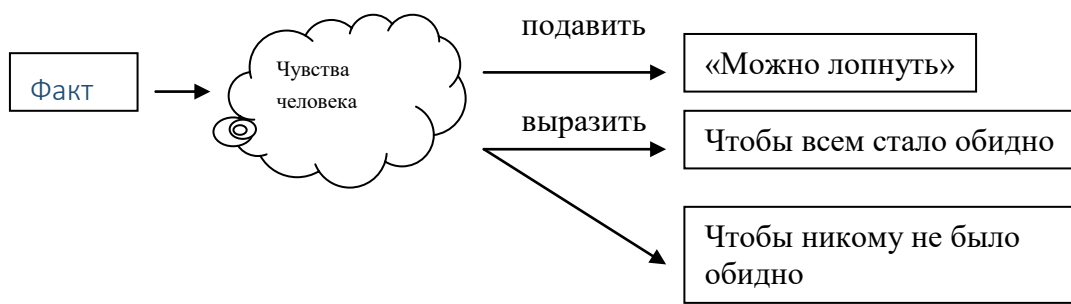 Факт
Чувства
человека
подавить
«Можно лопнуть»
выразить
Чтобы всем стало обидно
Чтобы никому не было
обидно